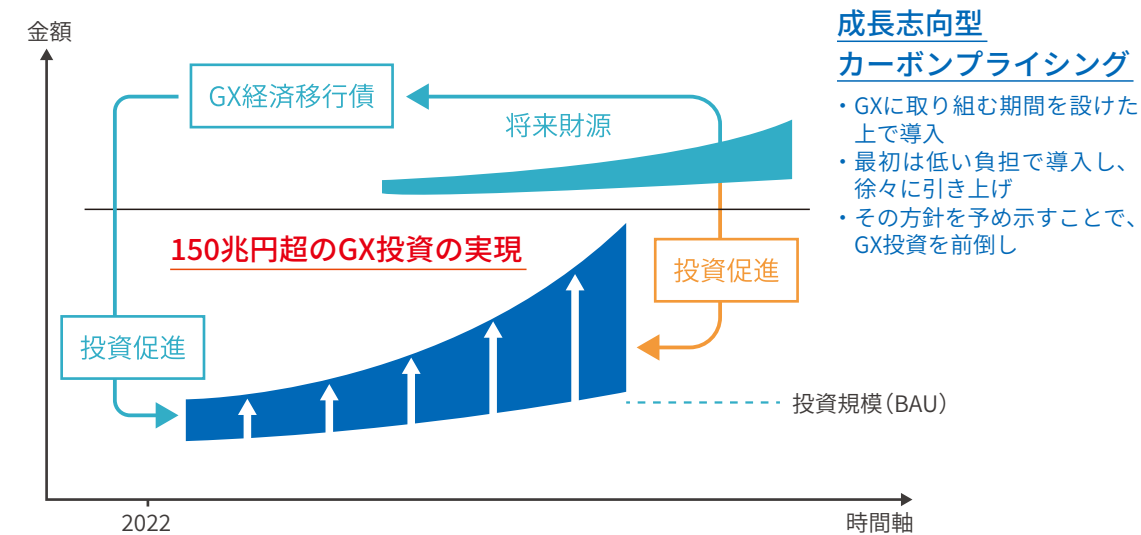 金額
GX経済移行債
将来財源
150兆円超のGX投資の実現
投資促進
投資促進
投資規模（BAU）
2022
時間軸
成長志向型
カーボンプライシング
・GXに取り組む期間を設けた
上で導入
・最初は低い負担で導入し、
徐々に引き上げ
・その方針を予め示すことで、
GX投資を前倒し